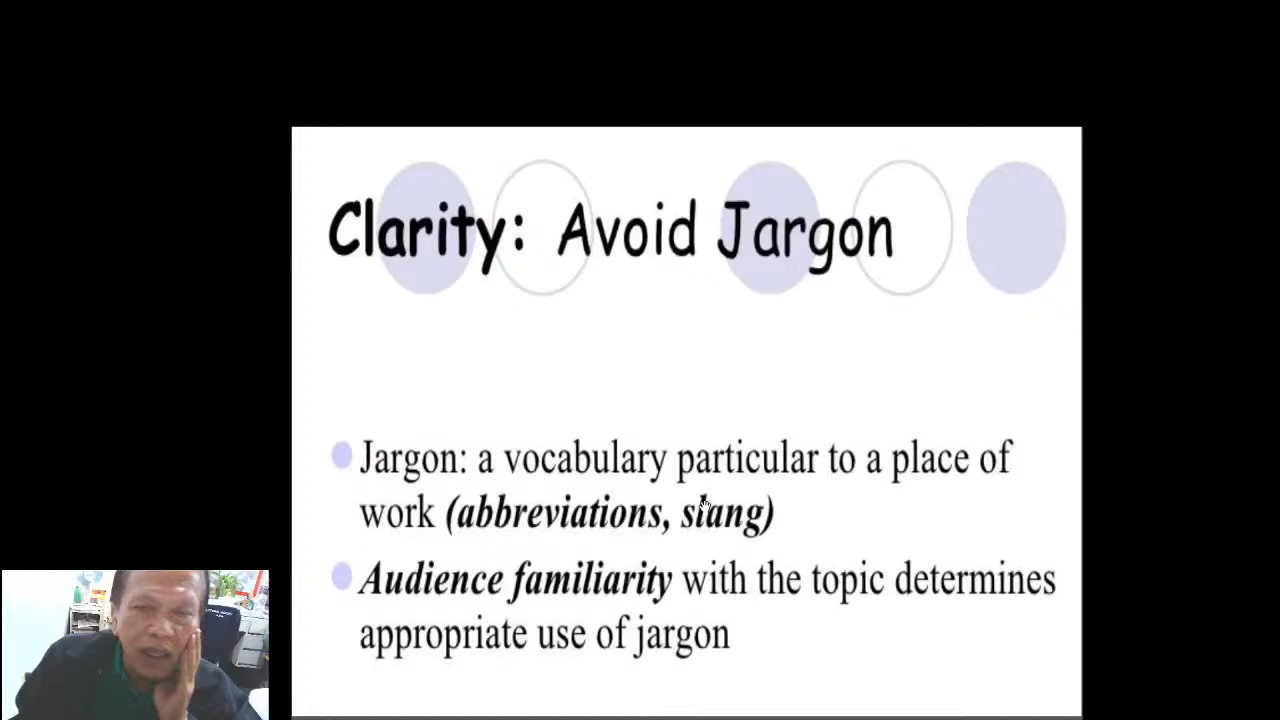 Clarity: Avoid Jargon
Jargon: a vocabulary particular to a place of
work (abbreviations, slang)
Audience familiarity with the topic determines
appropriate use of jargon